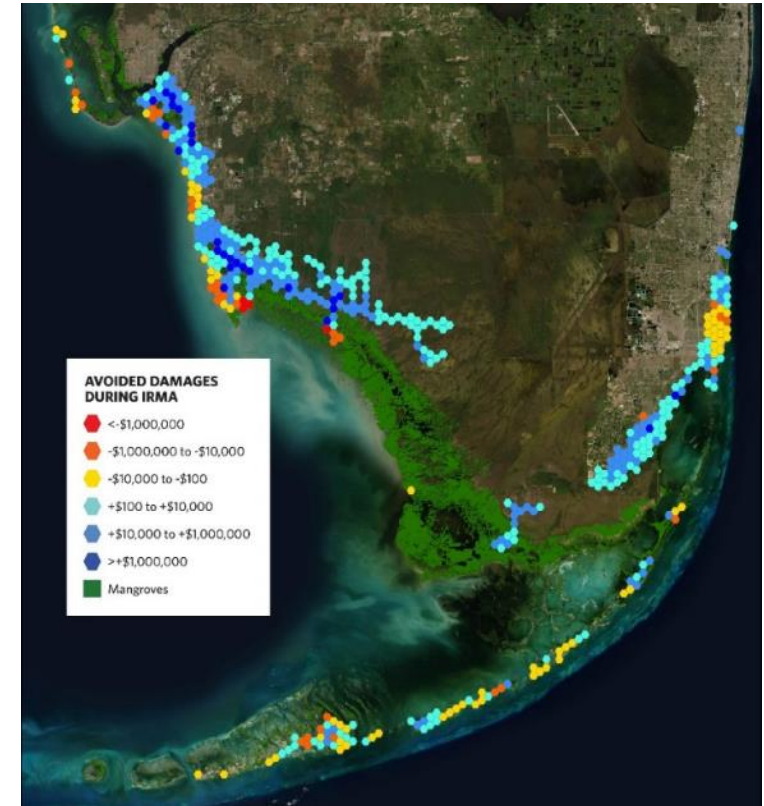 AVOIDED DAMAGES
DURING IRMA
<-$1,000,000
-$1,000,000 to -$10,000
-$10,000 to -$100
+$100 to +$10,000
+$10,000 to +$1,000,000
>+$1,000,000
Mangroves